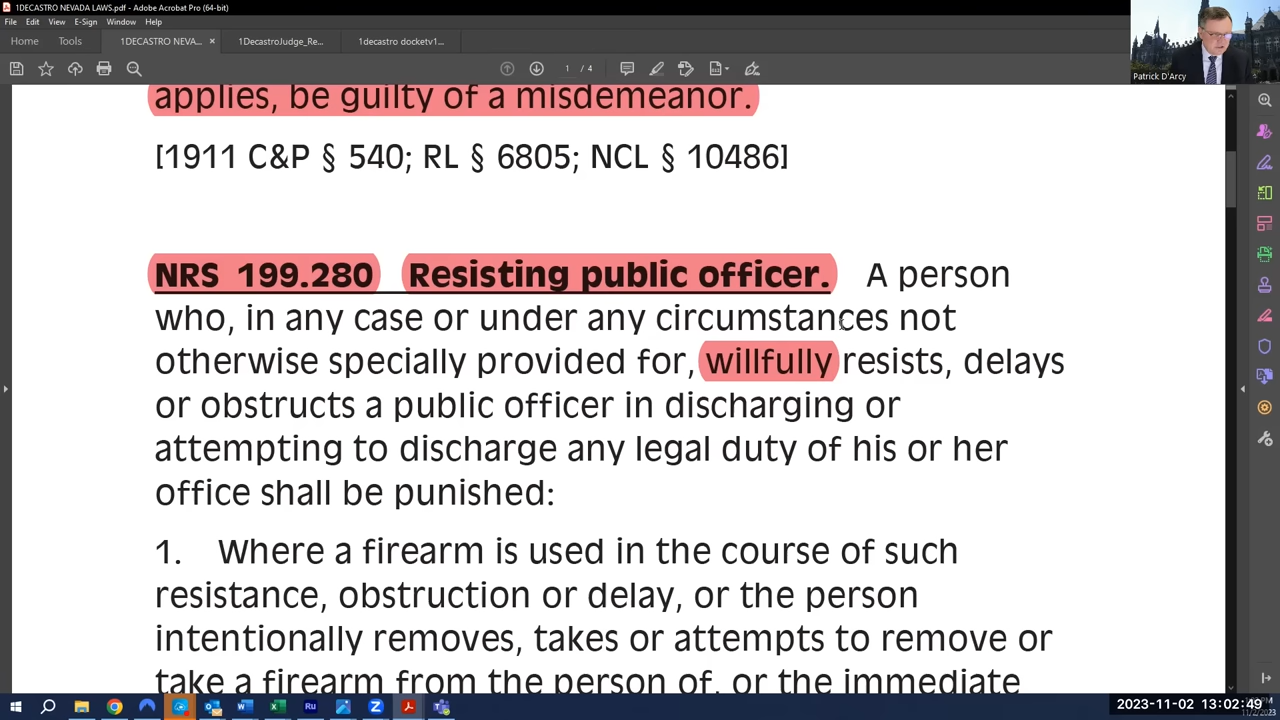 1DECASTRO NEVADA LAWS.pdf - Adobe Acrobat Pro (64-bit)
File Edit View E-Sign Window Help
Home Tools 1DECASTRO NEVA... × 1DecastroJudge_Re... 1decastro docketv1...
1 / 4
Patrick D'Arcy
applies, be guilty of a misdemeanor.
[1911 C&P § 540; RL § 6805; NCL § 10486]
NRS 199.280 Resisting public officer. A person
who, in any case or under any circumstances not
otherwise specially provided for, willfully resists, delays
or obstructs a public officer in discharging or
attempting to discharge any legal duty of his or her
office shall be punished:
1. Where a firearm is used in the course of such
resistance, obstruction or delay, or the person
intentionally removes, takes or attempts to remove or
take a firearm from the person of, or the immediate
2023-11-02 13:02:49